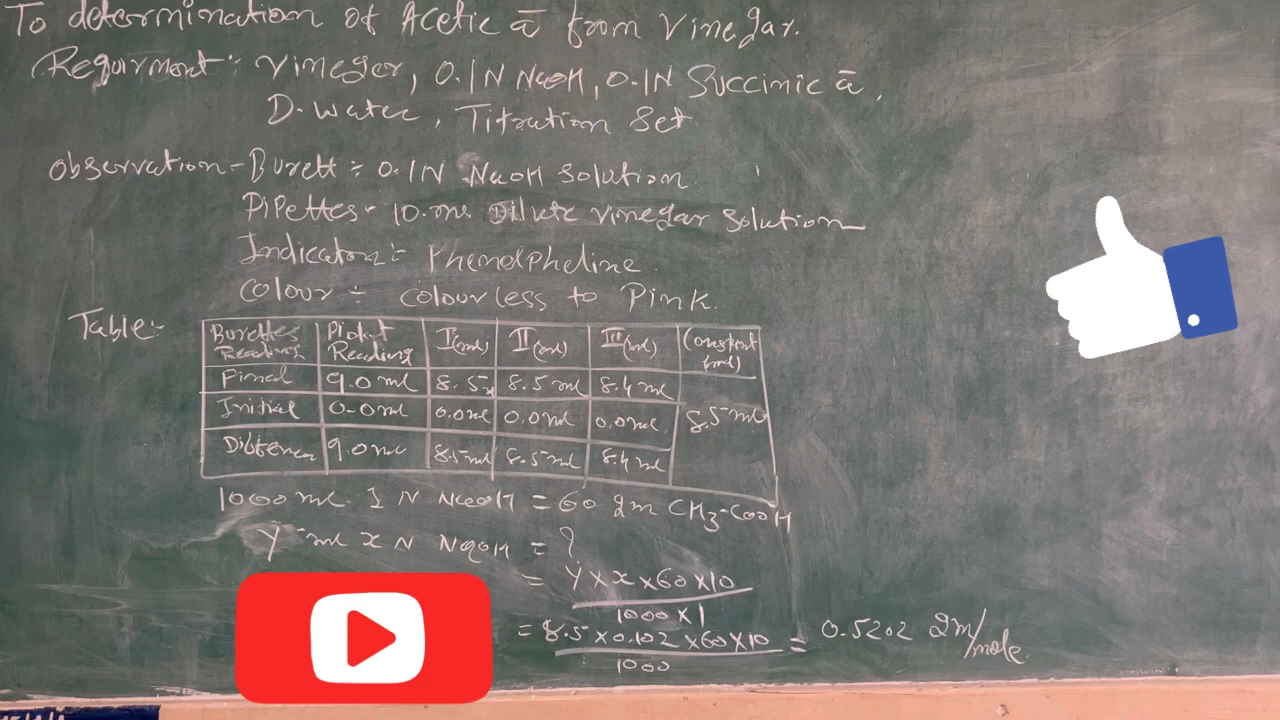 To determination of Acetic ā from Vinegar.
Requirment : Vinegar, 0.1N NaOH, 0.1N Succinic ā,
D. Water, Titration Set
Observation - Burett ÷ 0.1N NaOH Solution
Pipettes - 10 ml Dilute vinegar Solution
Indicator :- Phenolpheline
Colour ÷ Colourless to Pink.
Table :-
Burettes Reading Pilot Reading I (ml) II (ml) III (ml) Constant (ml)
Final 9.0 ml 8.5 ml 8.5 ml 8.4 ml
Initial 0.0 ml 0.0 ml 0.0 ml 0.0 ml 8.5 ml
Difference 9.0 ml 8.5 ml 8.5 ml 8.4 ml
1000 ml. 1 N NaOH = 60 gm CH3-COOH
Y ml x N NaOH = ?
= Y × x × 60 × 10
1000 × 1
= 8.5 × 0.102 × 60 × 10 = 0.5202 gm/mole
1000